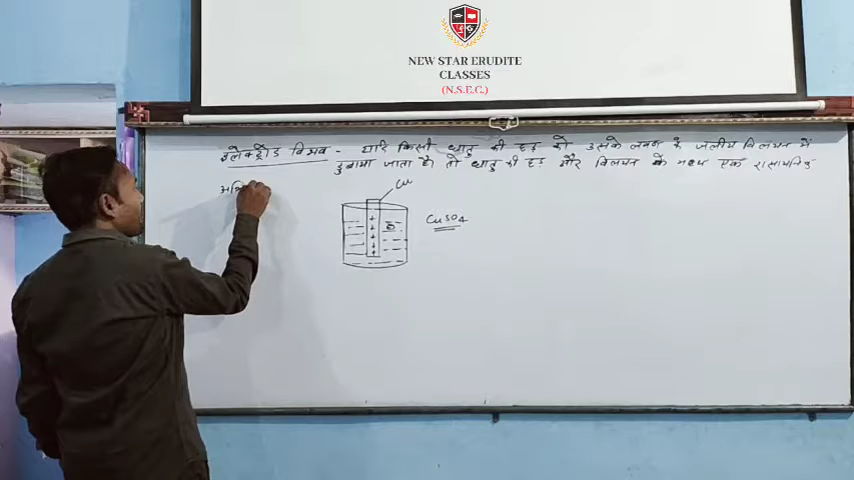 NEW STAR ERUDITE
CLASSES
(N.S.E.C.)
इलेक्ट्रोड विभव - यदि किसी धातु की छड़ को उसके लवण के जलीय विलयन में
डुबाया जाता है। तो धातु की छड़ और विलयन के मध्य एक रासायनिक
अभि
Cu
CuSO4